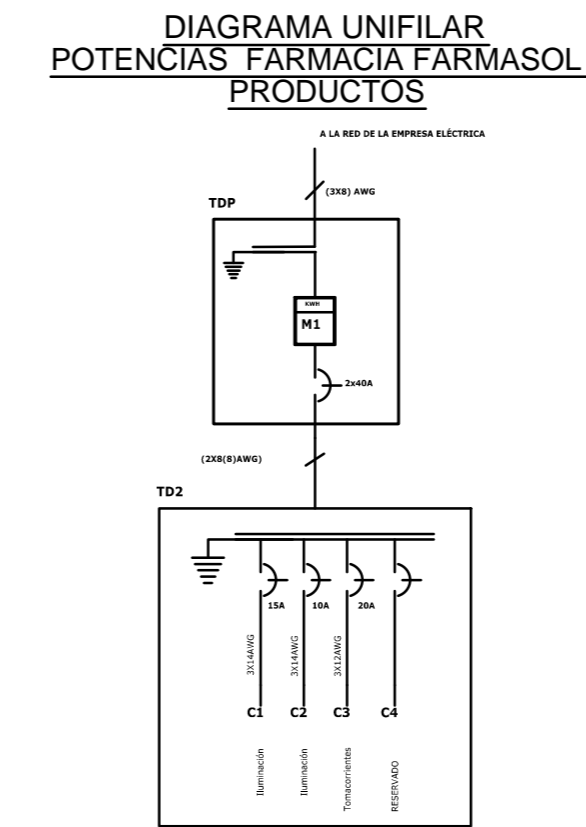 DIAGRAMA UNIFILAR
POTENCIAS FARMACIA FARMASOL
PRODUCTOS
A LA RED DE LA EMPRESA ELÉCTRICA
(3X8) AWG
TDP
KWH
M1
2x40A
(2X8(8)AWG)
TD2
15A
10A
20A
3X14AWG
3X14AWG
3X12AWG
C1
C2
C3
C4
Iluminación
Iluminación
Tomacorrientes
RESERVADO